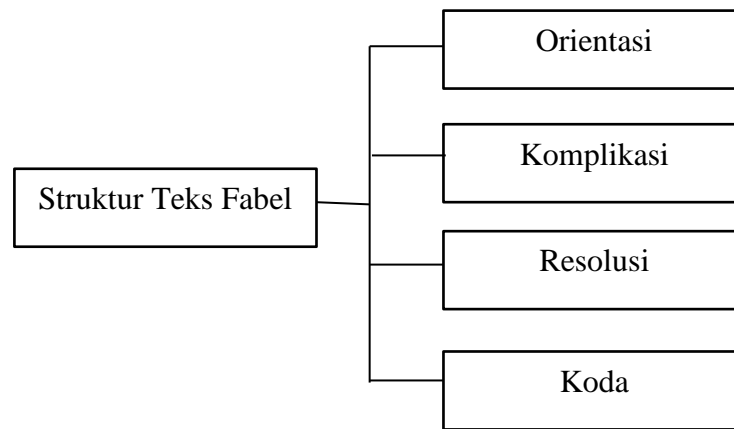 Struktur Teks Fabel
Orientasi
Komplikasi
Resolusi
Koda